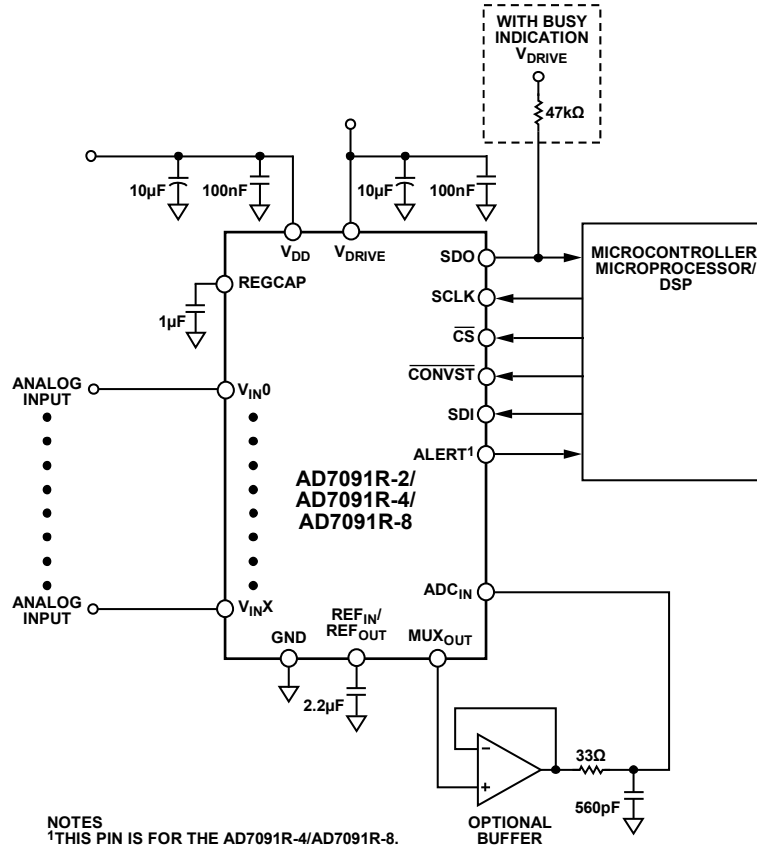 WITH BUSY
INDICATION
VDRIVE
47kΩ
10µF
100nF
10µF
100nF
VDD
VDRIVE
REGCAP
1µF
SDO
SCLK
CS
CONVST
SDI
ALERT1
MICROCONTROLLER/
MICROPROCESSOR/
DSP
ANALOG
INPUT
VIN0
AD7091R-2/
AD7091R-4/
AD7091R-8
ANALOG
INPUT
VINX
ADCIN
GND
REFIN/
REFOUT
MUXOUT
2.2µF
33Ω
560pF
OPTIONAL
BUFFER
NOTES
1THIS PIN IS FOR THE AD7091R-4/AD7091R-8.